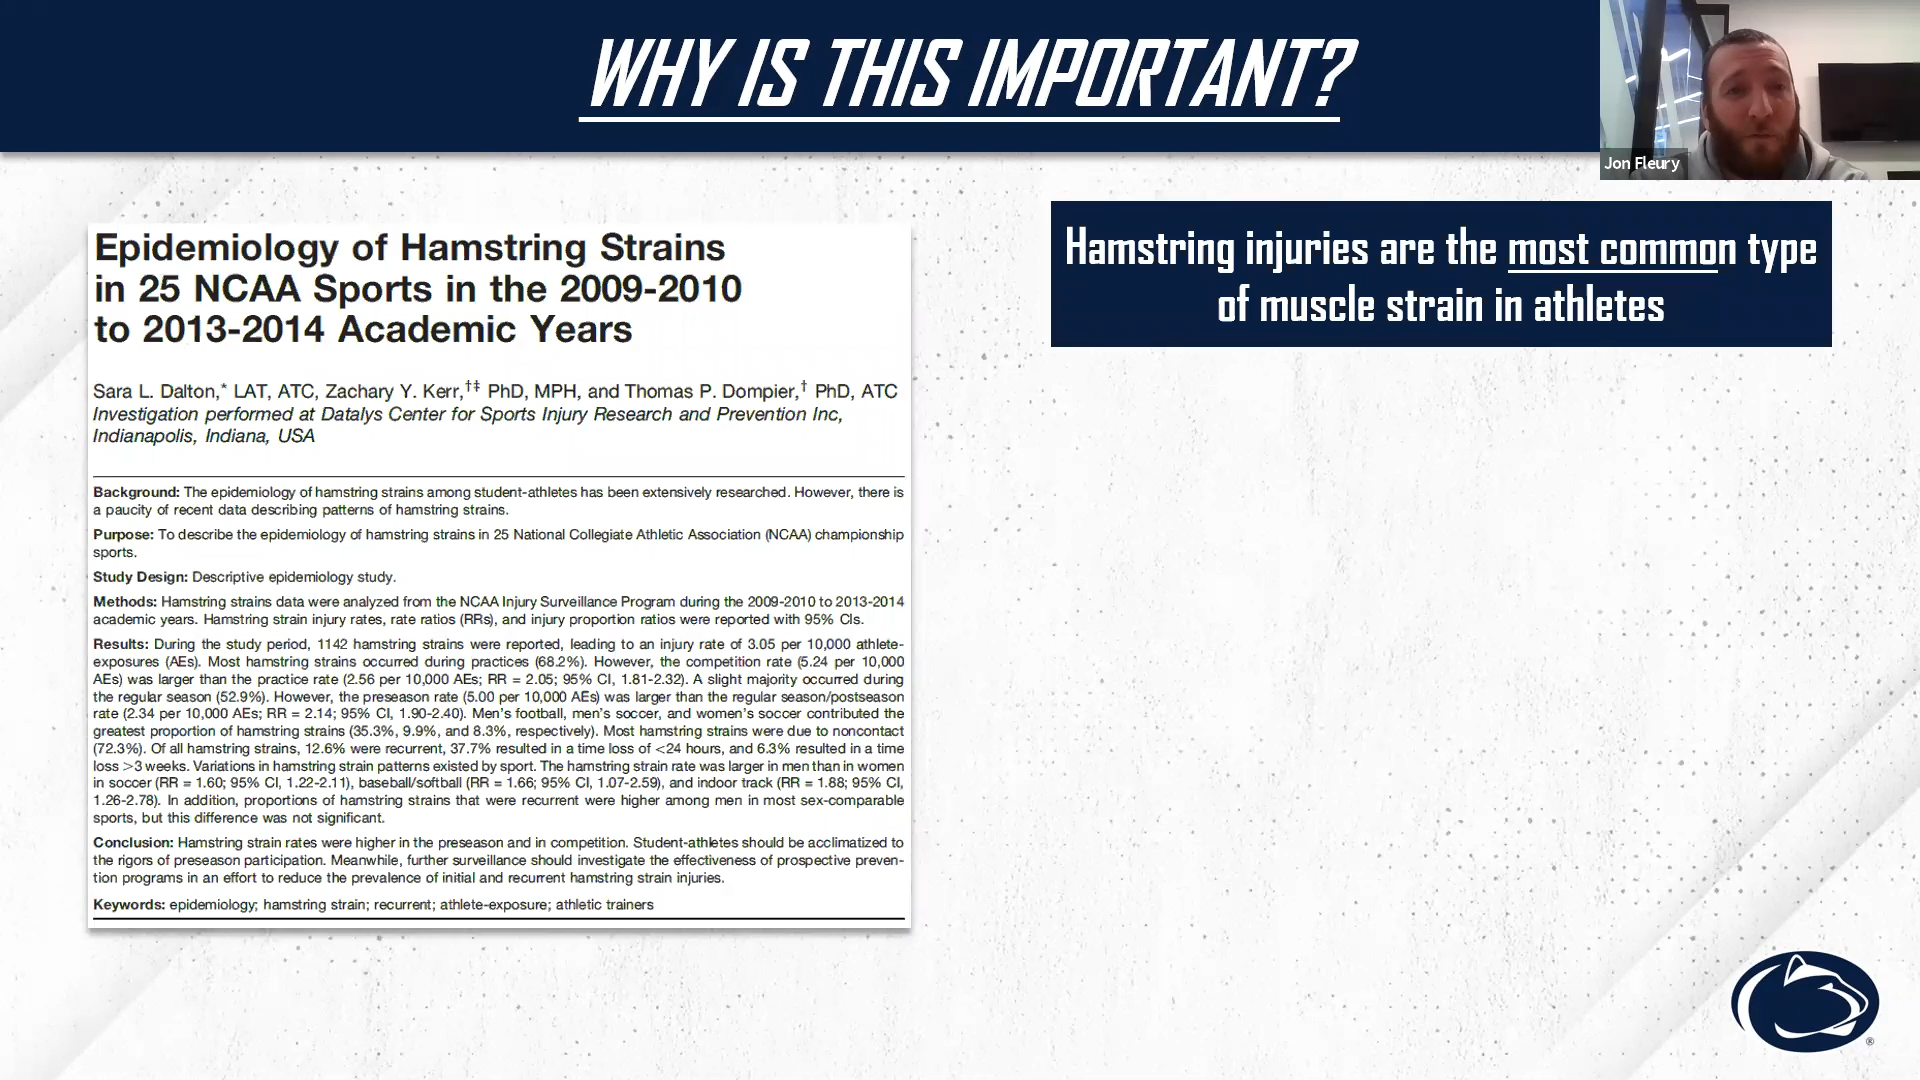 WHY IS THIS IMPORTANT?
Jon Fleury
Epidemiology of Hamstring Strains
in 25 NCAA Sports in the 2009-2010
to 2013-2014 Academic Years
Sara L. Dalton,* LAT, ATC, Zachary Y. Kerr,†‡ PhD, MPH, and Thomas P. Dompier,† PhD, ATC
Investigation performed at Datalys Center for Sports Injury Research and Prevention Inc,
Indianapolis, Indiana, USA
Background: The epidemiology of hamstring strains among student-athletes has been extensively researched. However, there is
a paucity of recent data describing patterns of hamstring strains.
Purpose: To describe the epidemiology of hamstring strains in 25 National Collegiate Athletic Association (NCAA) championship
sports.
Study Design: Descriptive epidemiology study.
Methods: Hamstring strains data were analyzed from the NCAA Injury Surveillance Program during the 2009-2010 to 2013-2014
academic years. Hamstring strain injury rates, rate ratios (RRs), and injury proportion ratios were reported with 95% CIs.
Results: During the study period, 1142 hamstring strains were reported, leading to an injury rate of 3.05 per 10,000 athlete-
exposures (AEs). Most hamstring strains occurred during practices (68.2%). However, the competition rate (5.24 per 10,000
AEs) was larger than the practice rate (2.56 per 10,000 AEs; RR = 2.05; 95% CI, 1.81-2.32). A slight majority occurred during
the regular season (52.9%). However, the preseason rate (5.00 per 10,000 AEs) was larger than the regular season/postseason
rate (2.34 per 10,000 AEs; RR = 2.14; 95% CI, 1.90-2.40). Men's football, men's soccer, and women's soccer contributed the
greatest proportion of hamstring strains (35.3%, 9.9%, and 8.3%, respectively). Most hamstring strains were due to noncontact
(72.3%). Of all hamstring strains, 12.6% were recurrent, 37.7% resulted in a time loss of <24 hours, and 6.3% resulted in a time
loss >3 weeks. Variations in hamstring strain patterns existed by sport. The hamstring strain rate was larger in men than in women
in soccer (RR = 1.60; 95% CI, 1.22-2.11), baseball/softball (RR = 1.66; 95% CI, 1.07-2.59), and indoor track (RR = 1.88; 95% CI,
1.26-2.78). In addition, proportions of hamstring strains that were recurrent were higher among men in most sex-comparable
sports, but this difference was not significant.
Conclusion: Hamstring strain rates were higher in the preseason and in competition. Student-athletes should be acclimatized to
the rigors of preseason participation. Meanwhile, further surveillance should investigate the effectiveness of prospective preven-
tion programs in an effort to reduce the prevalence of initial and recurrent hamstring strain injuries.
Keywords: epidemiology; hamstring strain; recurrent; athlete-exposure; athletic trainers
Hamstring injuries are the most common type
of muscle strain in athletes
®